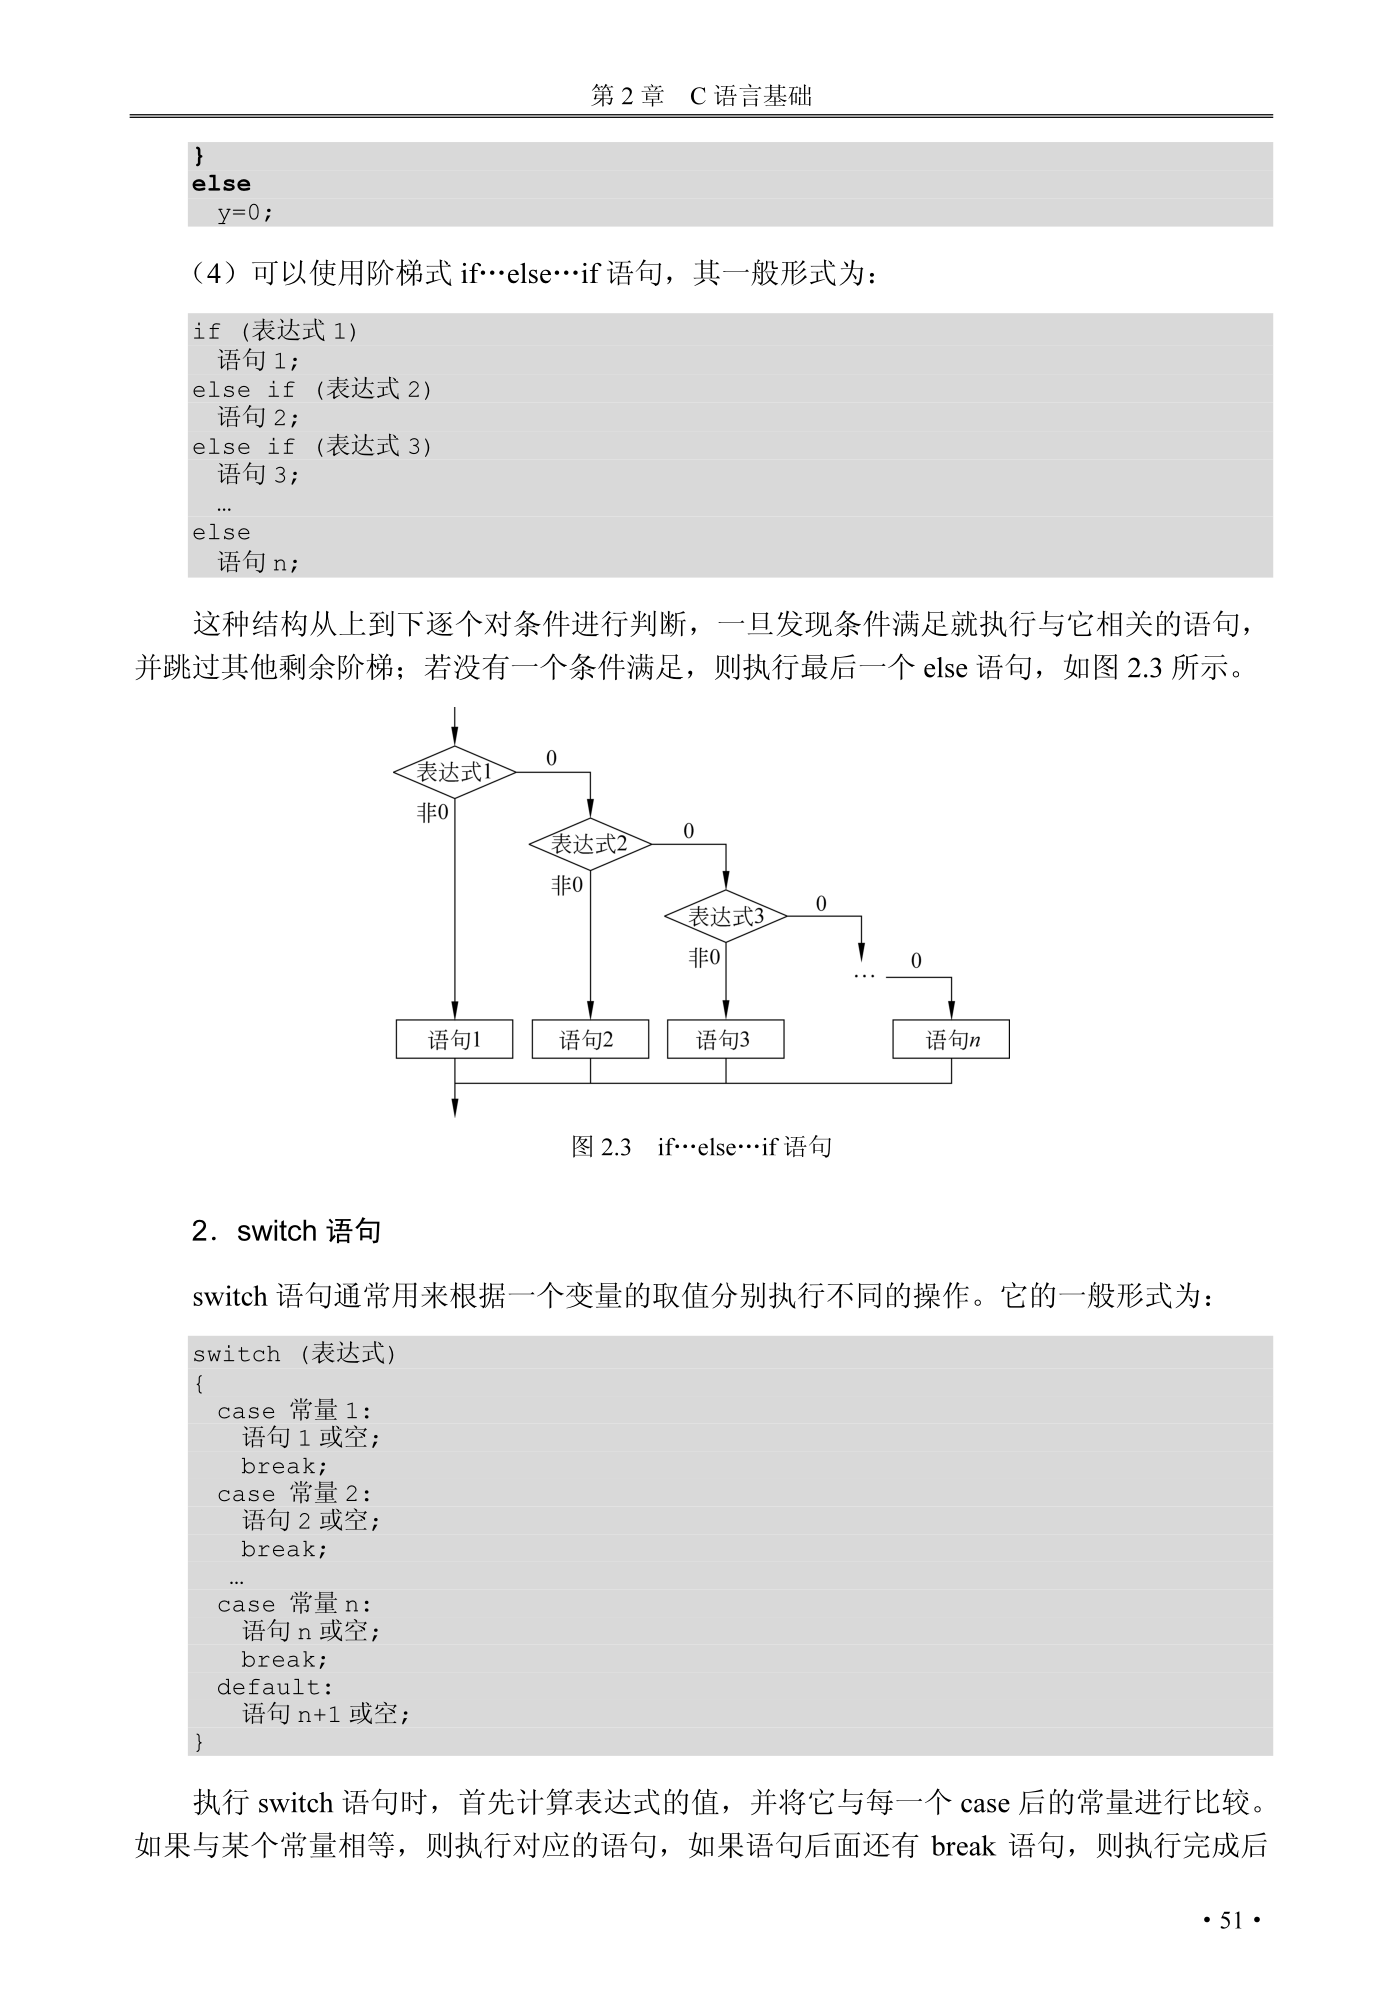 第 2 章　C 语言基础
}
else
  y=0;
（4）可以使用阶梯式 if…else…if 语句，其一般形式为：
if (表达式 1)
  语句 1;
else if (表达式 2)
  语句 2;
else if (表达式 3)
  语句 3;
  …
else
  语句 n;
这种结构从上到下逐个对条件进行判断，一旦发现条件满足就执行与它相关的语句，
并跳过其他剩余阶梯；若没有一个条件满足，则执行最后一个 else 语句，如图 2.3 所示。
表达式1
0
非0
表达式2
0
非0
表达式3
0
非0
…
0
语句1
语句2
语句3
语句n
图 2.3　if…else…if 语句
2．switch 语句
switch 语句通常用来根据一个变量的取值分别执行不同的操作。它的一般形式为：
switch (表达式)
{
  case 常量 1:
    语句 1 或空;
    break;
  case 常量 2:
    语句 2 或空;
    break;
   …
  case 常量 n:
    语句 n 或空;
    break;
  default:
    语句 n+1 或空;
}
执行 switch 语句时，首先计算表达式的值，并将它与每一个 case 后的常量进行比较。
如果与某个常量相等，则执行对应的语句，如果语句后面还有 break 语句，则执行完成后
• 51 •